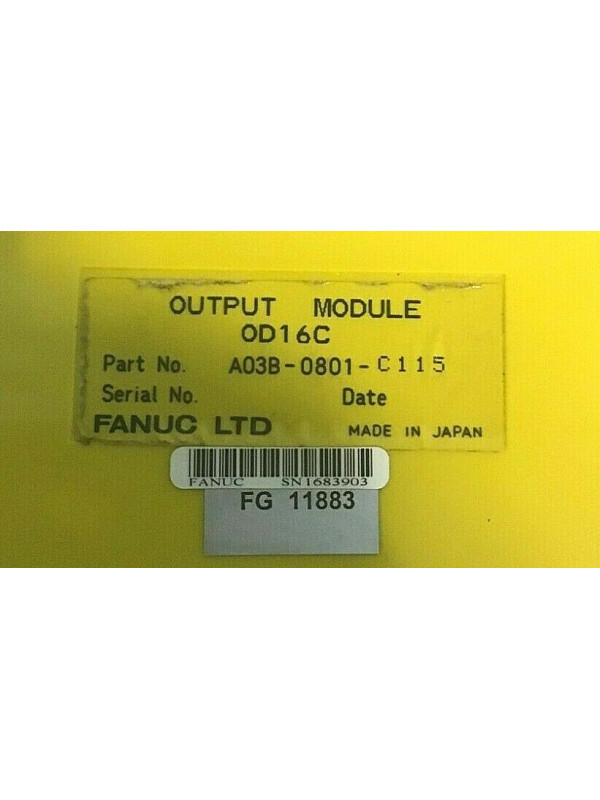 OUTPUT MODULE
OD16C
Part No. A03B-0801-C115
Serial No. Date
FANUC LTD MADE IN JAPAN
FANUC SN1683903
FG 11883